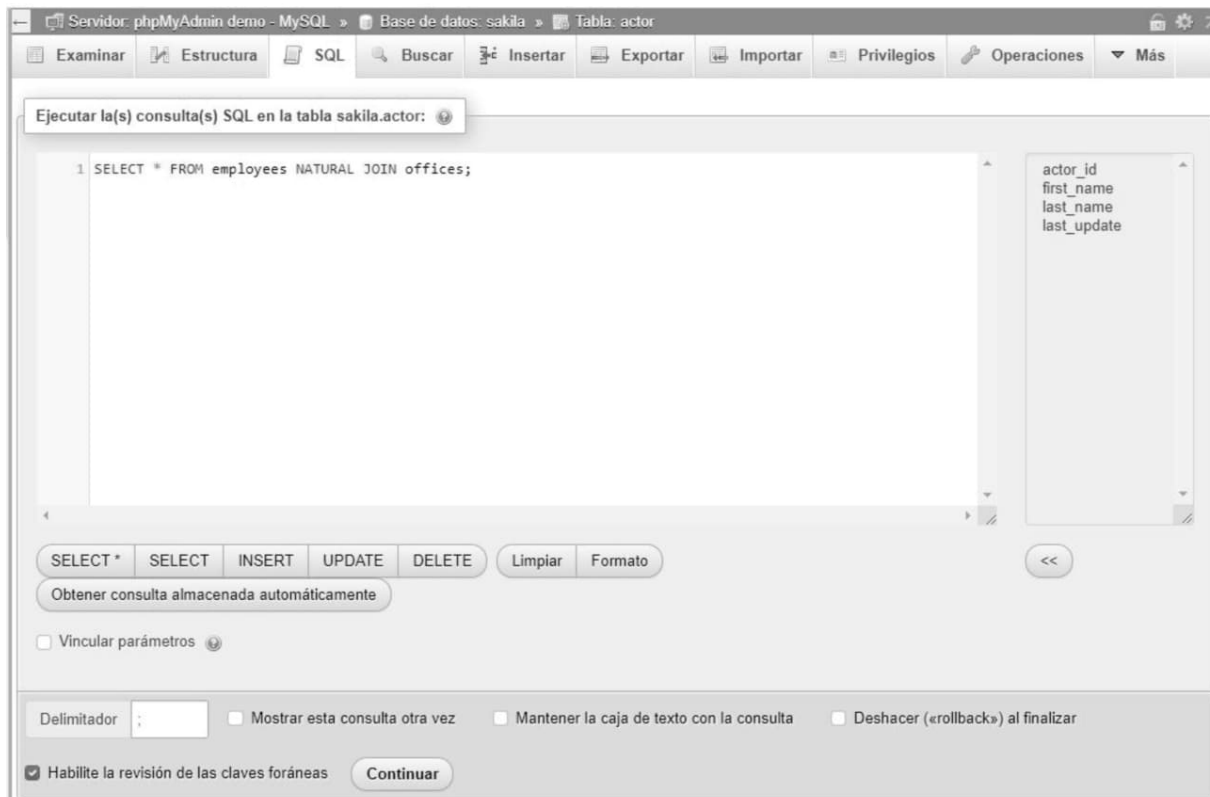 Servidor: phpMyAdmin demo - MySQL » Base de datos: sakila » Tabla: actor
Examinar Estructura SQL Buscar Insertar Exportar Importar Privilegios Operaciones Más
Ejecutar la(s) consulta(s) SQL en la tabla sakila.actor:
1 SELECT * FROM employees NATURAL JOIN offices;
actor_id
first_name
last_name
last_update
SELECT * SELECT INSERT UPDATE DELETE Limpiar Formato <<
Obtener consulta almacenada automáticamente
Vincular parámetros
Delimitador ; Mostrar esta consulta otra vez Mantener la caja de texto con la consulta Deshacer («rollback») al finalizar
Habilite la revisión de las claves foráneas Continuar